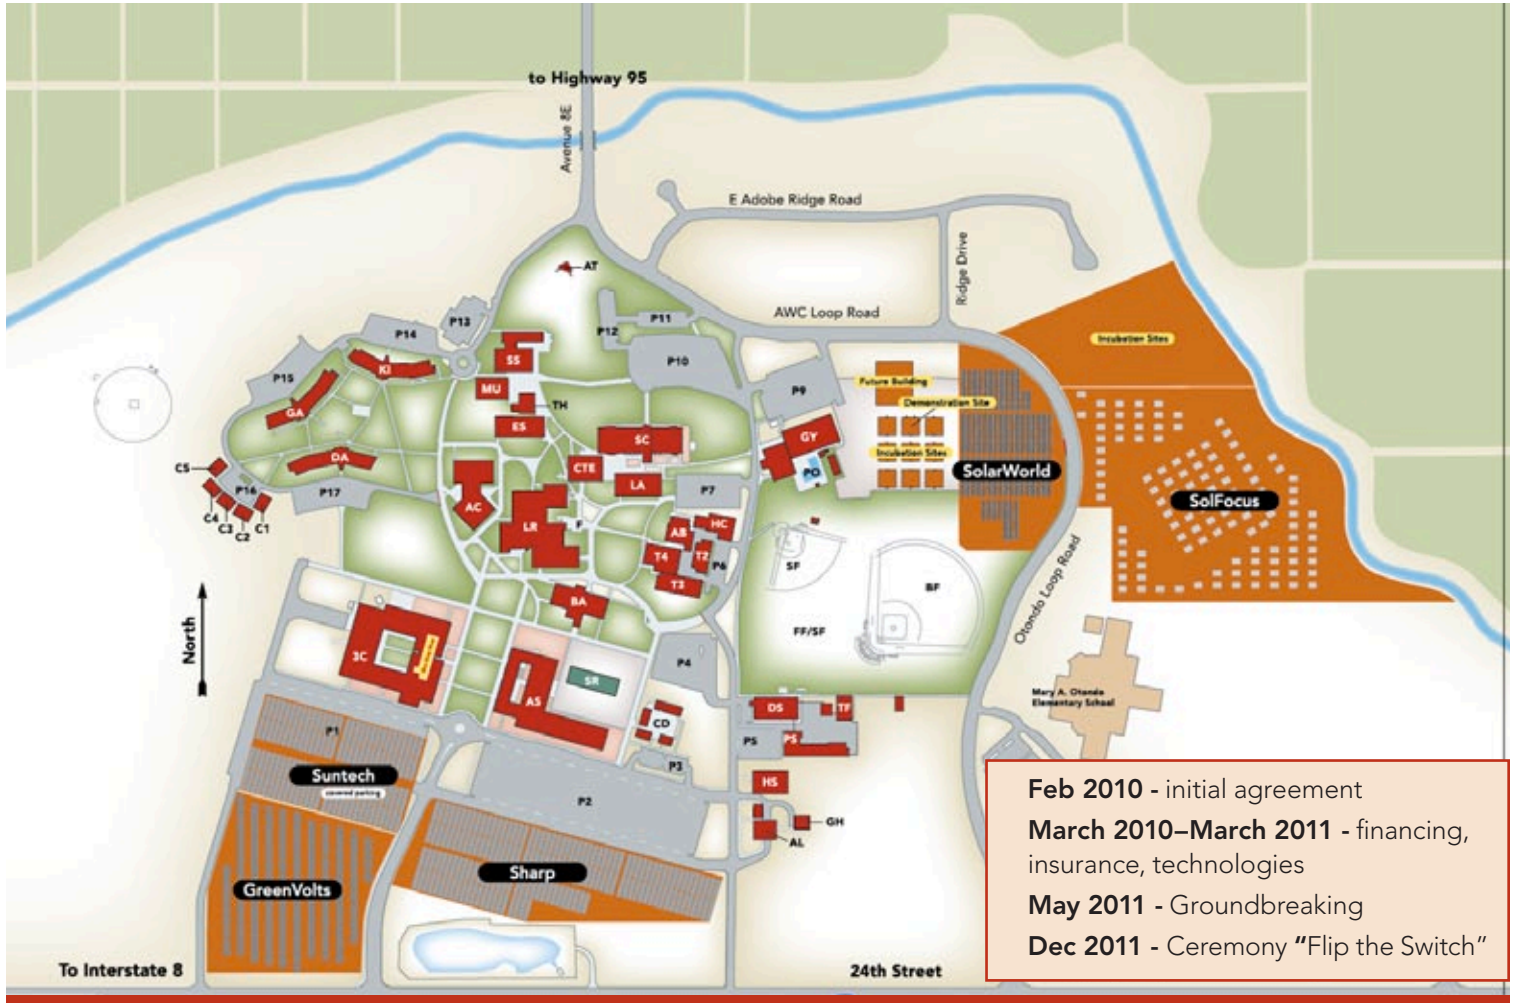 to Highway 95
Avenue 8E
E Adobe Ridge Road
Ridge Drive
AT
AWC Loop Road
P11
P12
P13
P14
P10
Incubation Sites
SS
KI
P15
P9
Future Building
MU
TH
Demonstration Site
GA
ES
SC
GY
Incubation Sites
DA
CTE
PO
SolarWorld
CS
P16
P17
LA
P7
SolFocus
C4
C3
C2
C1
AC
LR
F
AB
HC
T4
T2
P6
T3
SF
BF
Otondo Loop Road
BA
FF/SF
North
3C
P4
SR
AS
Mary A. Otondo
Elementary School
CD
DS
TF
P1
PS
P5
P3
Suntech
covered parking
HS
P2
GH
AL
GreenVolts
Sharp
Feb 2010 - initial agreement
March 2010–March 2011 - financing,
insurance, technologies
May 2011 - Groundbreaking
Dec 2011 - Ceremony “Flip the Switch”
To Interstate 8
24th Street